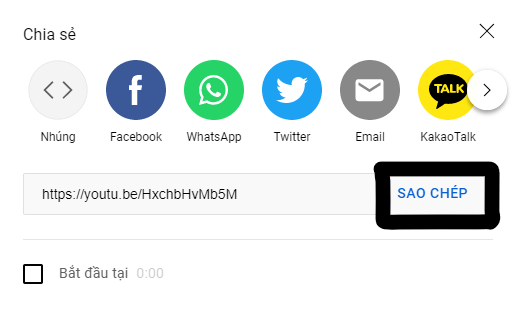 Chia sẻ
TALK
Nhúng
Facebook
WhatsApp
Twitter
Email
KakaoTalk
https://youtu.be/HxchbHvMb5M
SAO CHÉP
Bắt đầu tại 0:00